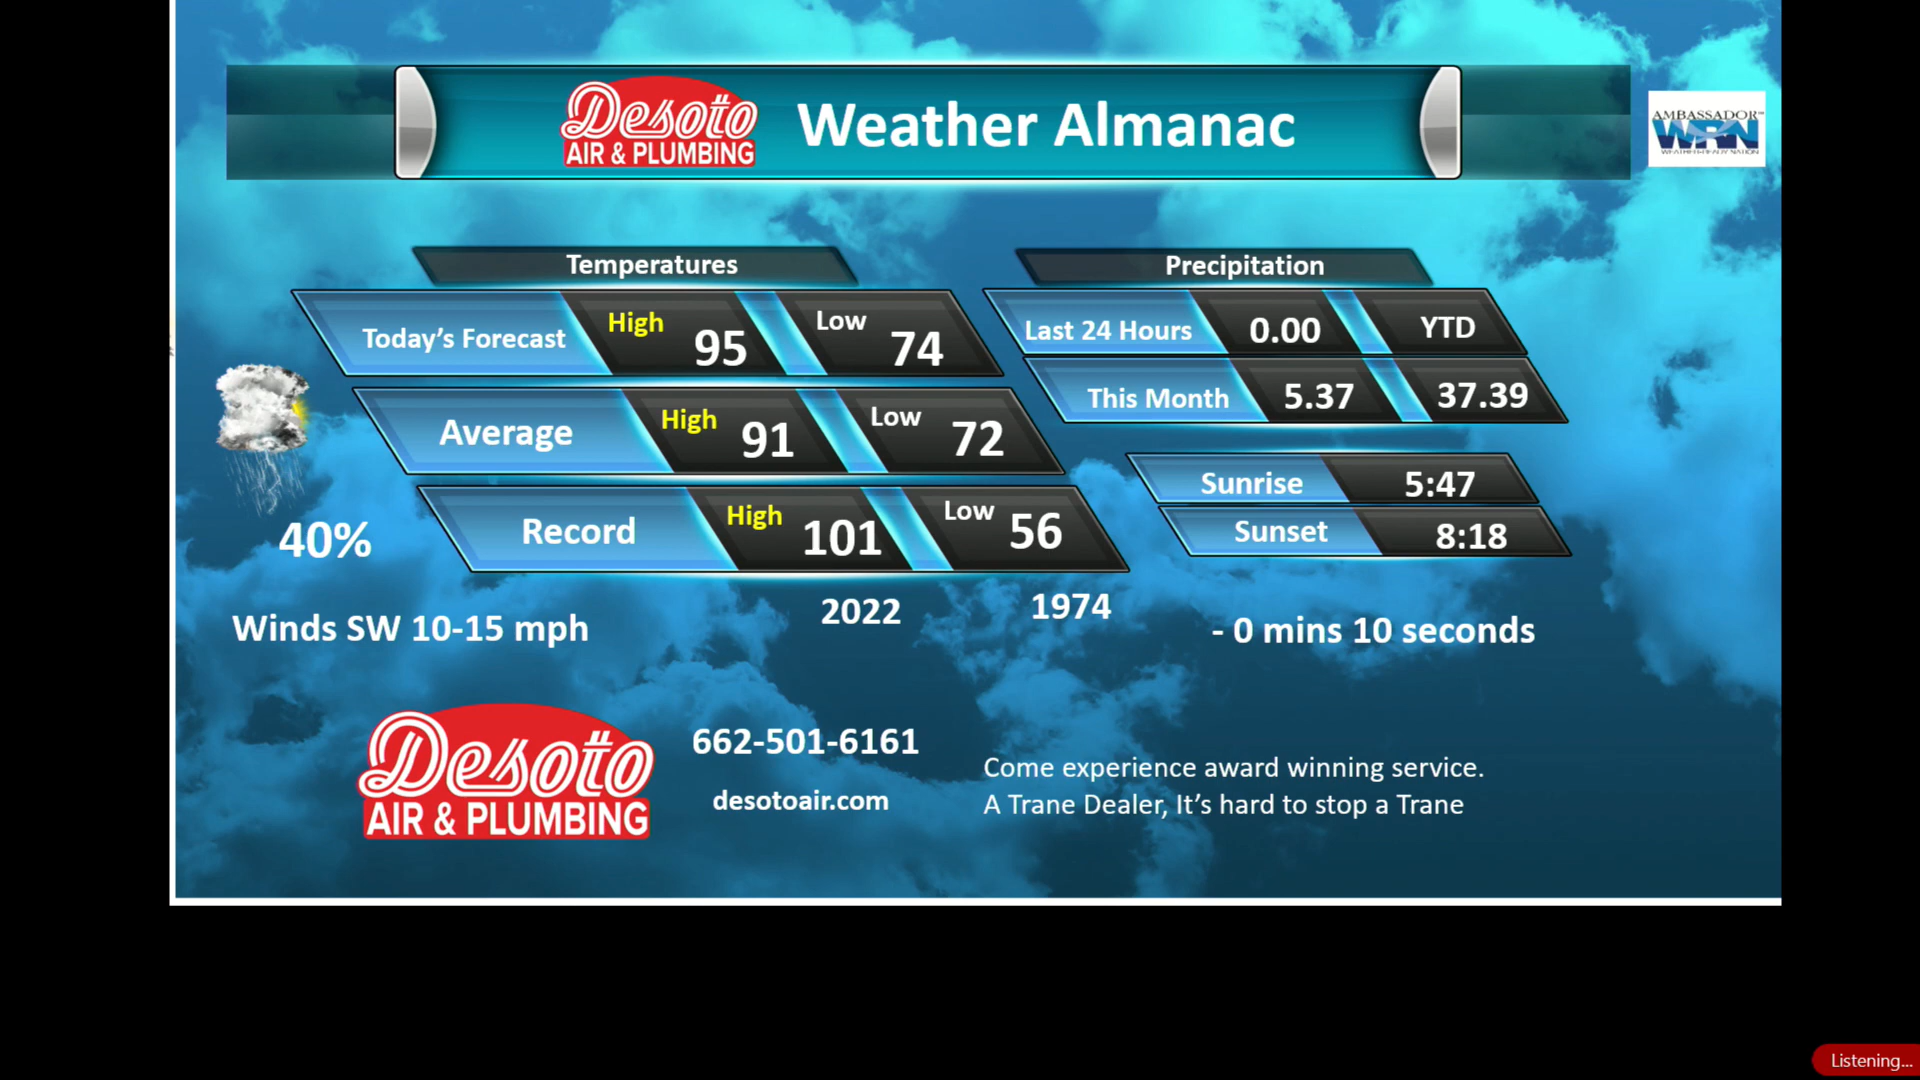 Desoto
AIR & PLUMBING
Weather Almanac
AMBASSADOR
WRN
WEATHER-READY NATION
Temperatures
Today's Forecast High 95 Low 74
Average High 91 Low 72
Record High 101 Low 56
2022 1974
40%
Winds SW 10-15 mph
Precipitation
Last 24 Hours 0.00 YTD
This Month 5.37 37.39
Sunrise 5:47
Sunset 8:18
- 0 mins 10 seconds
Desoto
AIR & PLUMBING
662-501-6161
desotoair.com
Come experience award winning service.
A Trane Dealer, It's hard to stop a Trane
Listening...